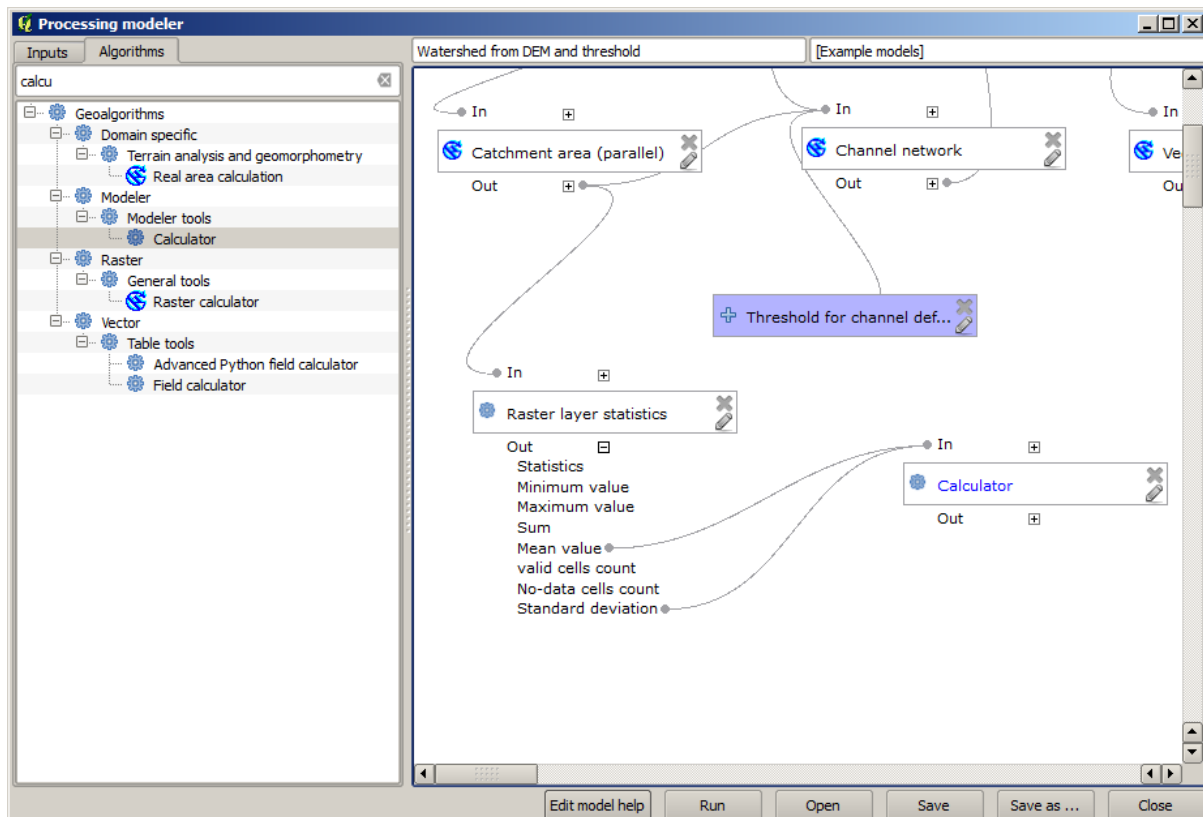 Processing modeler
Inputs
Algorithms
Watershed from DEM and threshold
[Example models]
calcu
Geoalgorithms
Domain specific
Terrain analysis and geomorphometry
Real area calculation
Modeler
Modeler tools
Calculator
Raster
General tools
Raster calculator
Vector
Table tools
Advanced Python field calculator
Field calculator
In
Catchment area (parallel)
Out
In
Channel network
Out
In
Ve
Ou
Threshold for channel def...
In
Raster layer statistics
Out
Statistics
Minimum value
Maximum value
Sum
Mean value
valid cells count
No-data cells count
Standard deviation
In
Calculator
Out
Edit model help
Run
Open
Save
Save as ...
Close